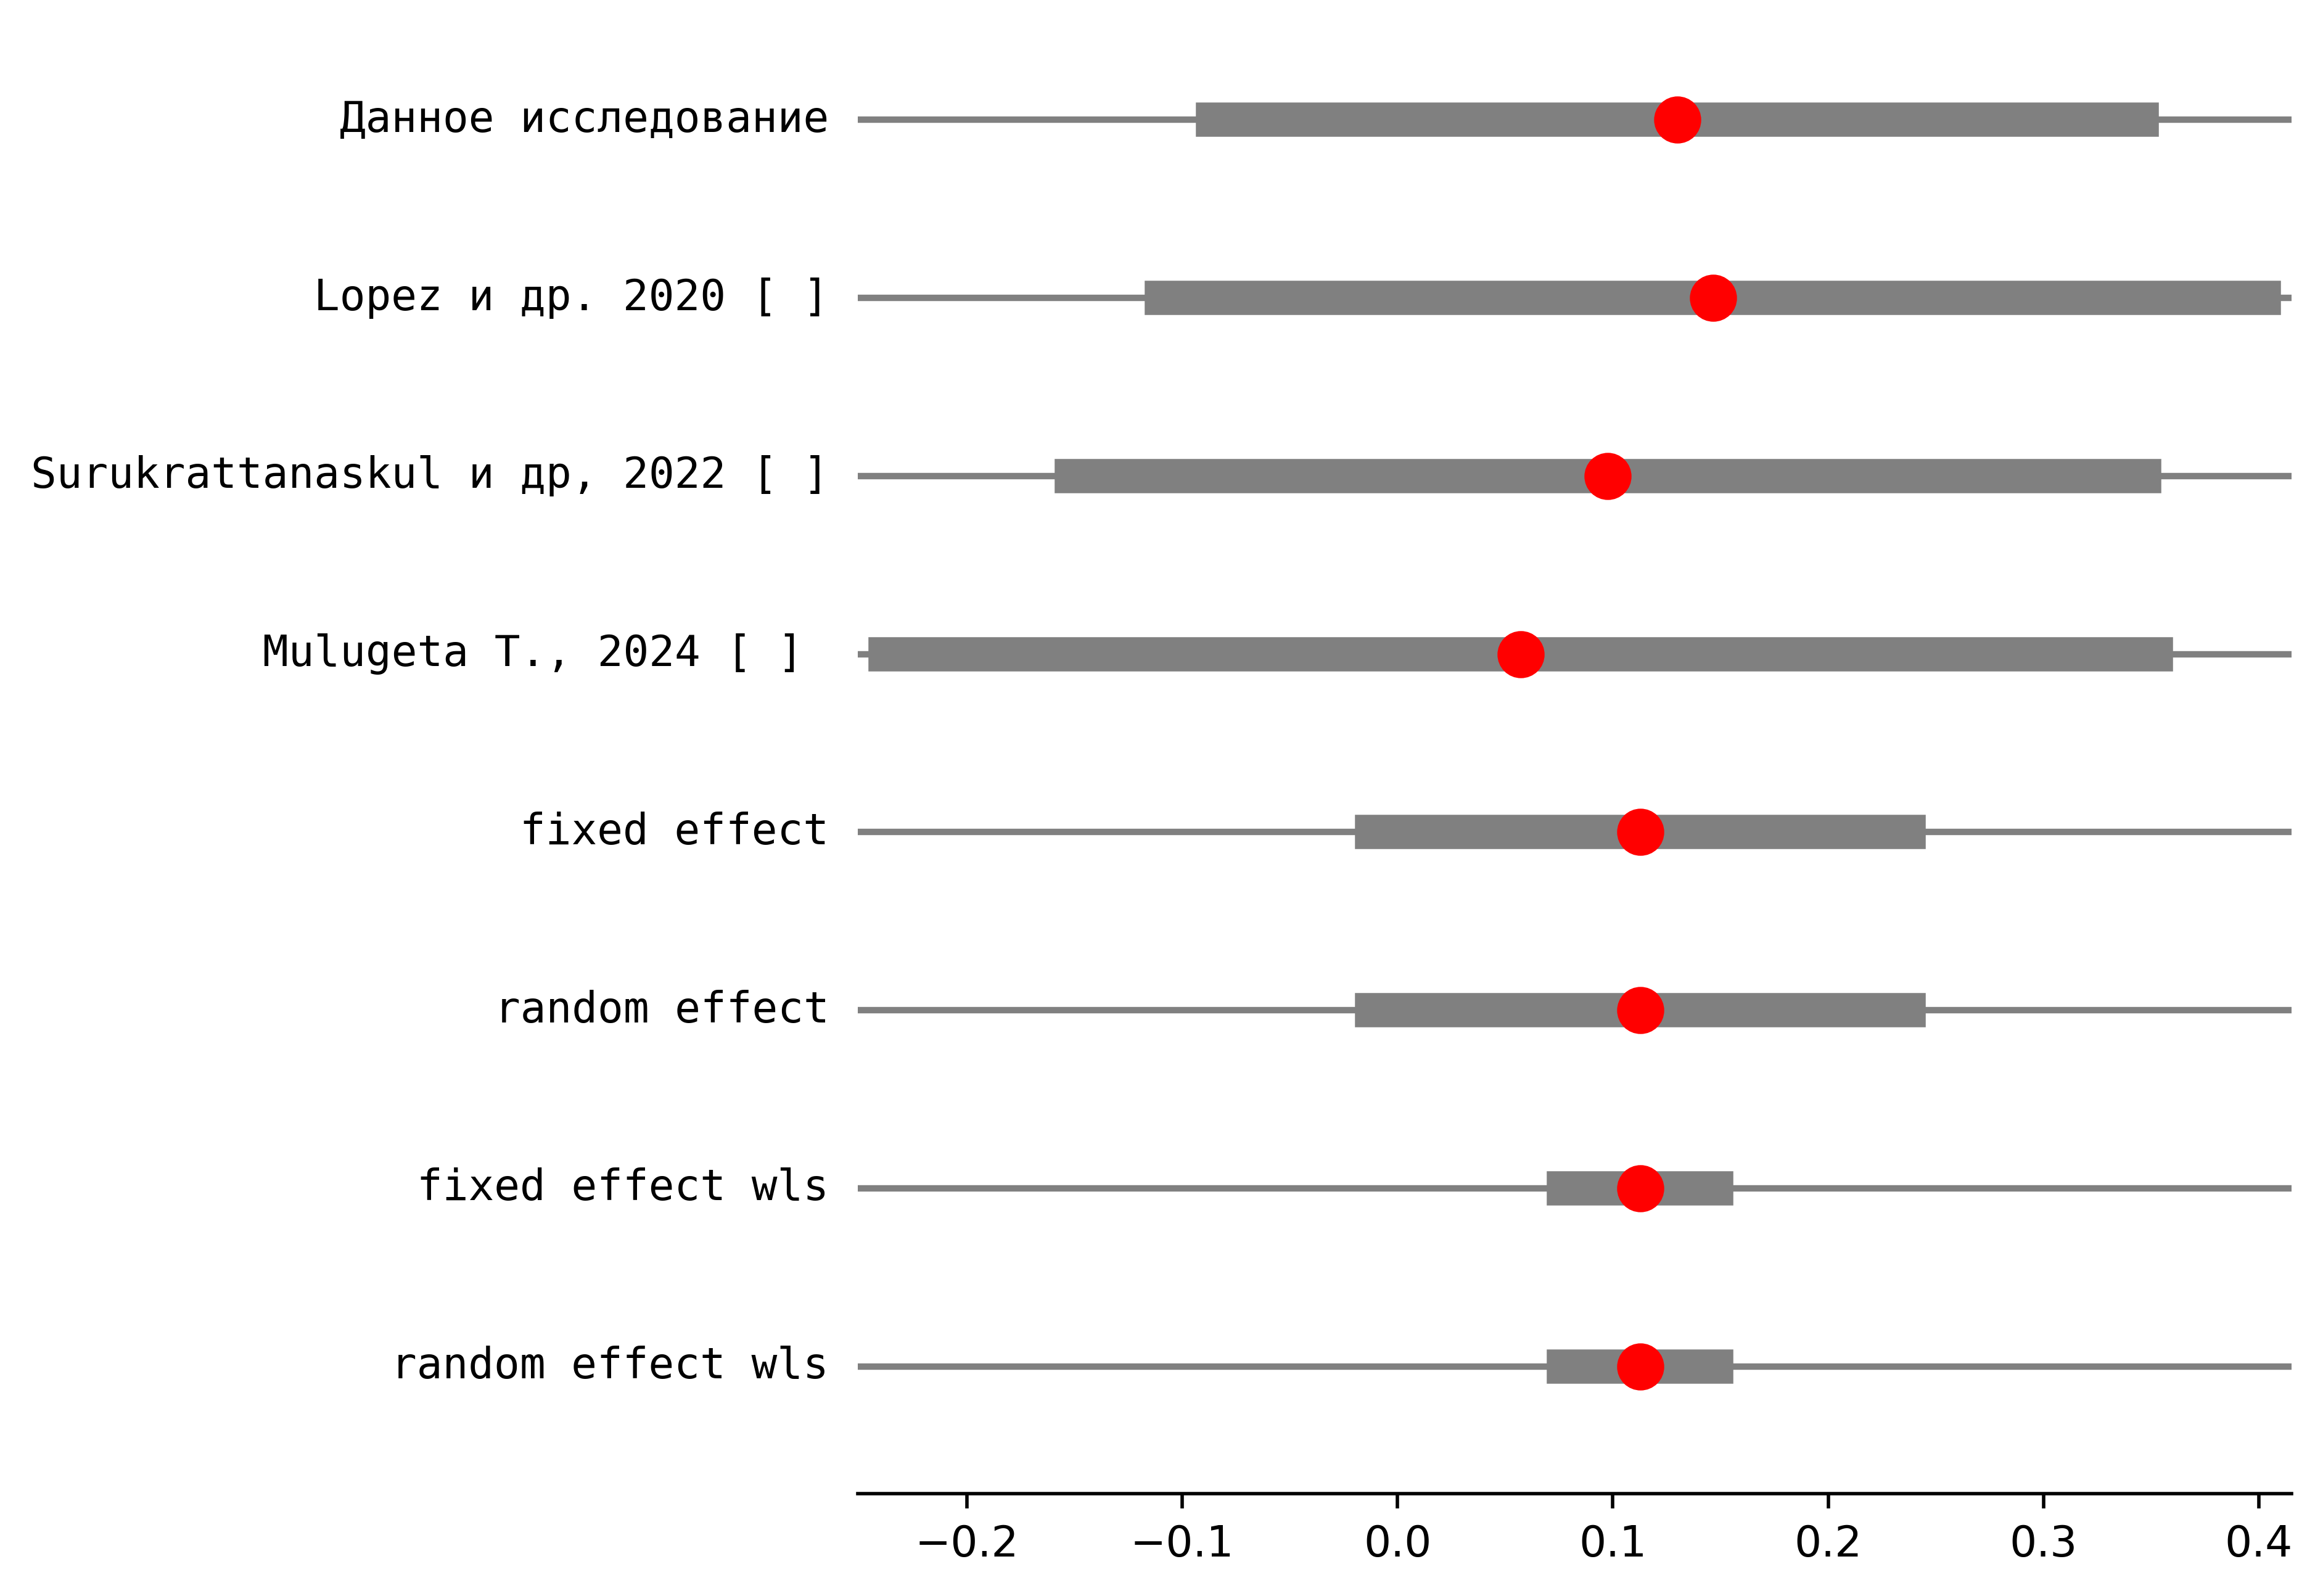 Данное исследование
Lopez и др. 2020 [ ]
Surukrattanaskul и др, 2022 [ ]
Mulugeta T., 2024 [ ]
fixed effect
random effect
fixed effect wls
random effect wls
−0.2 −0.1 0.0 0.1 0.2 0.3 0.4